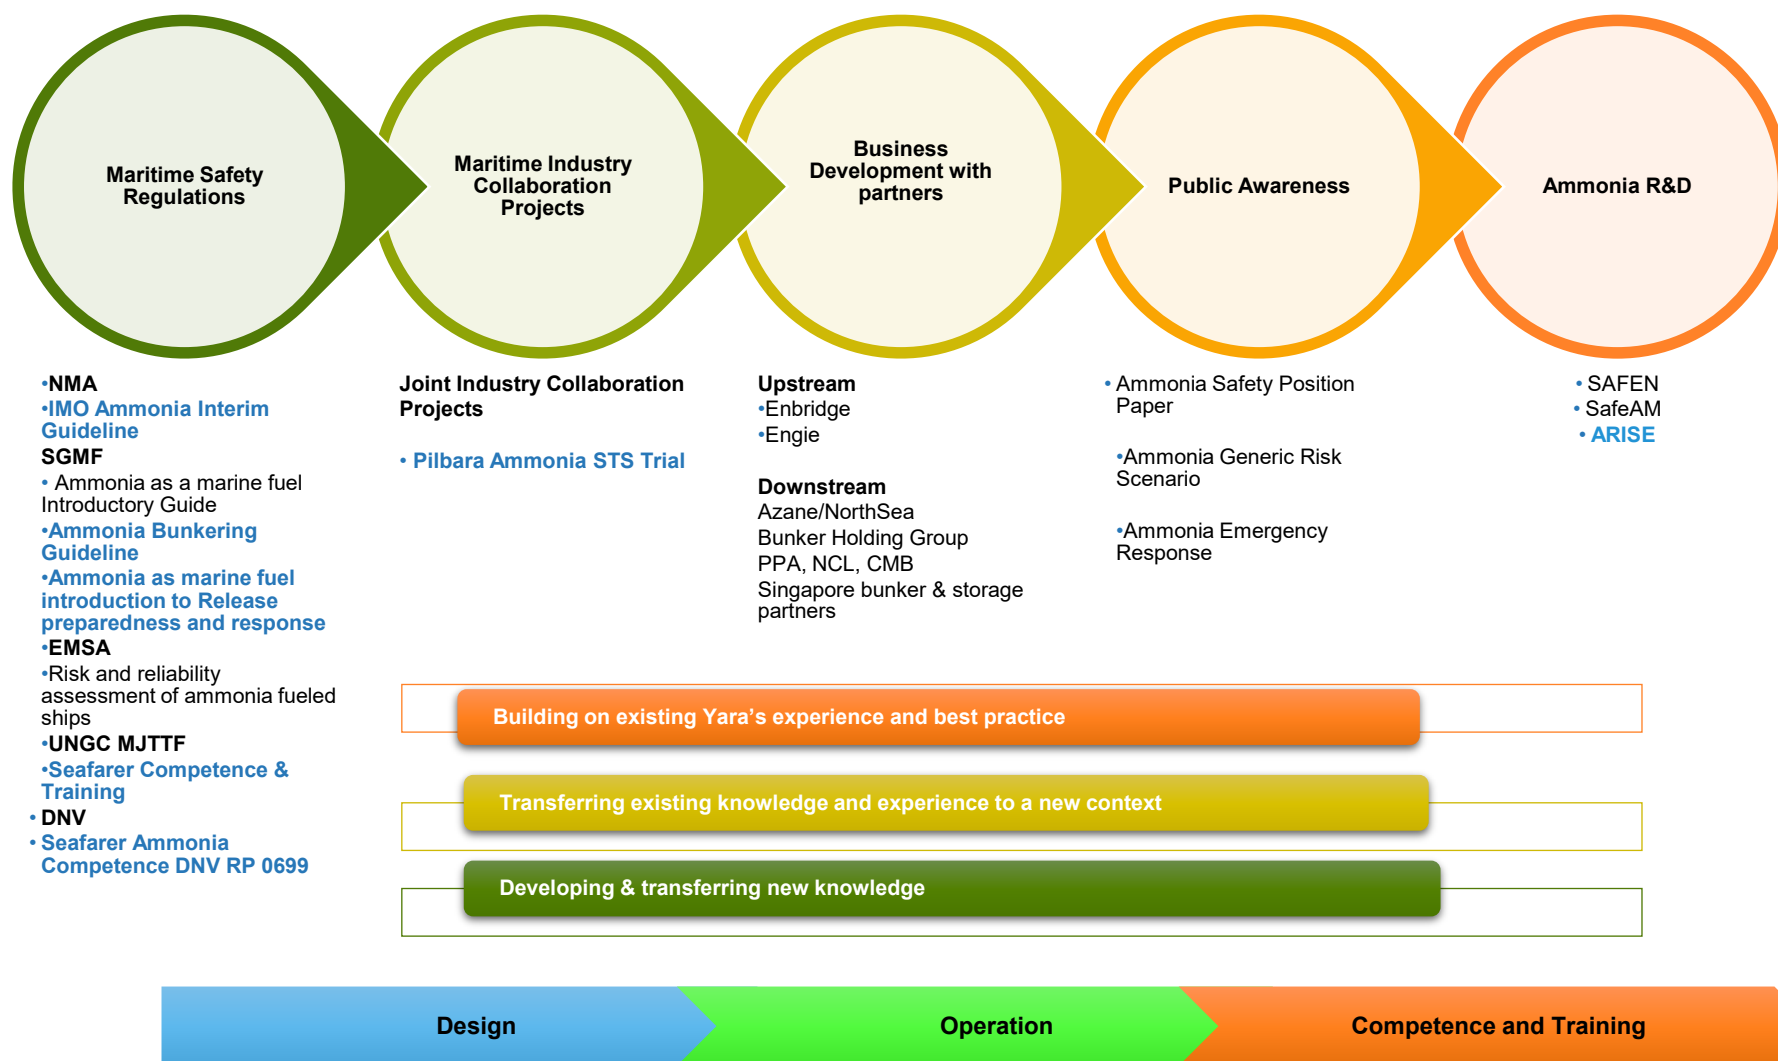 Maritime Safety
Regulations
Maritime Industry
Collaboration
Projects
Business
Development with
partners
Public Awareness
Ammonia R&D
•NMA
•IMO Ammonia Interim
Guideline
SGMF
• Ammonia as a marine fuel
Introductory Guide
•Ammonia Bunkering
Guideline
•Ammonia as marine fuel
introduction to Release
preparedness and response
•EMSA
•Risk and reliability
assessment of ammonia fueled
ships
•UNGC MJTTF
•Seafarer Competence &
Training
• DNV
• Seafarer Ammonia
Competence DNV RP 0699
Joint Industry Collaboration
Projects
• Pilbara Ammonia STS Trial
Upstream
•Enbridge
•Engie
Downstream
Azane/NorthSea
Bunker Holding Group
PPA, NCL, CMB
Singapore bunker & storage
partners
• Ammonia Safety Position
Paper
•Ammonia Generic Risk
Scenario
•Ammonia Emergency
Response
• SAFEN
• SafeAM
• ARISE
Building on existing Yara’s experience and best practice
Transferring existing knowledge and experience to a new context
Developing & transferring new knowledge
Design
Operation
Competence and Training